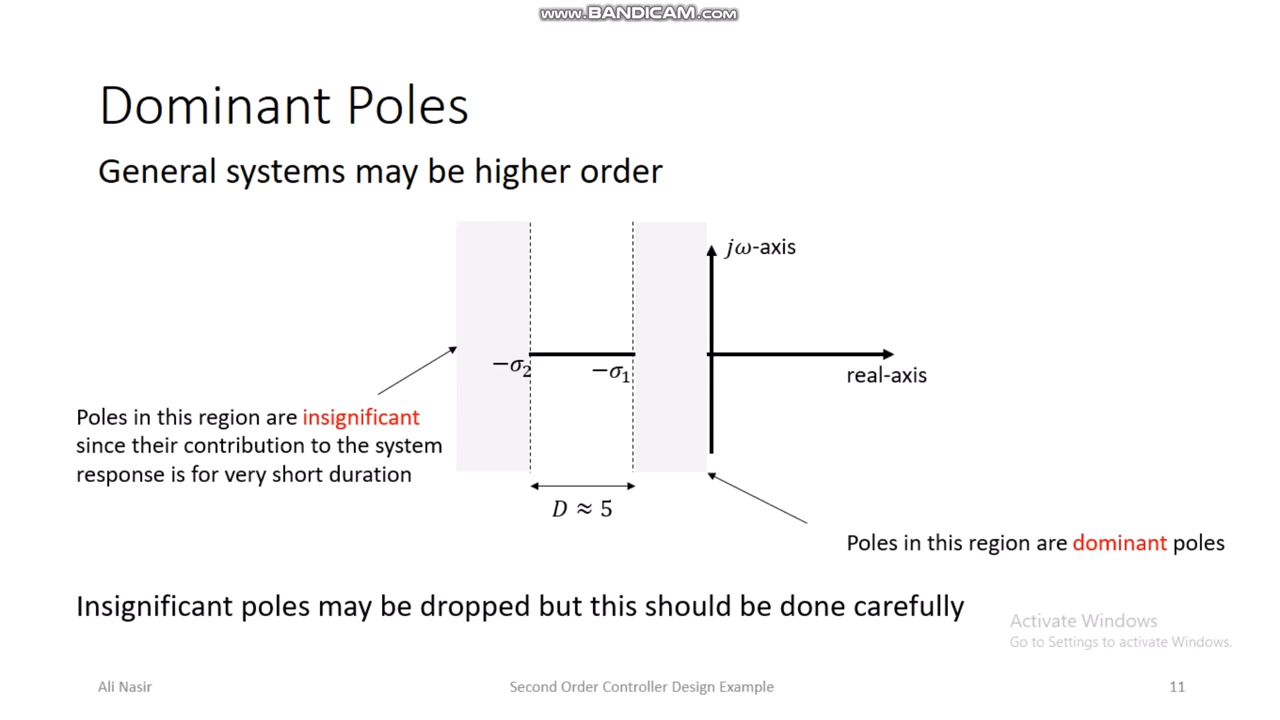 www.BANDICAM.com
Dominant Poles
General systems may be higher order
jω-axis
−σ₂
−σ₁
real-axis
Poles in this region are insignificant
since their contribution to the system
response is for very short duration
D ≈ 5
Poles in this region are dominant poles
Insignificant poles may be dropped but this should be done carefully
Activate Windows
Go to Settings to activate Windows.
Ali Nasir
Second Order Controller Design Example
11